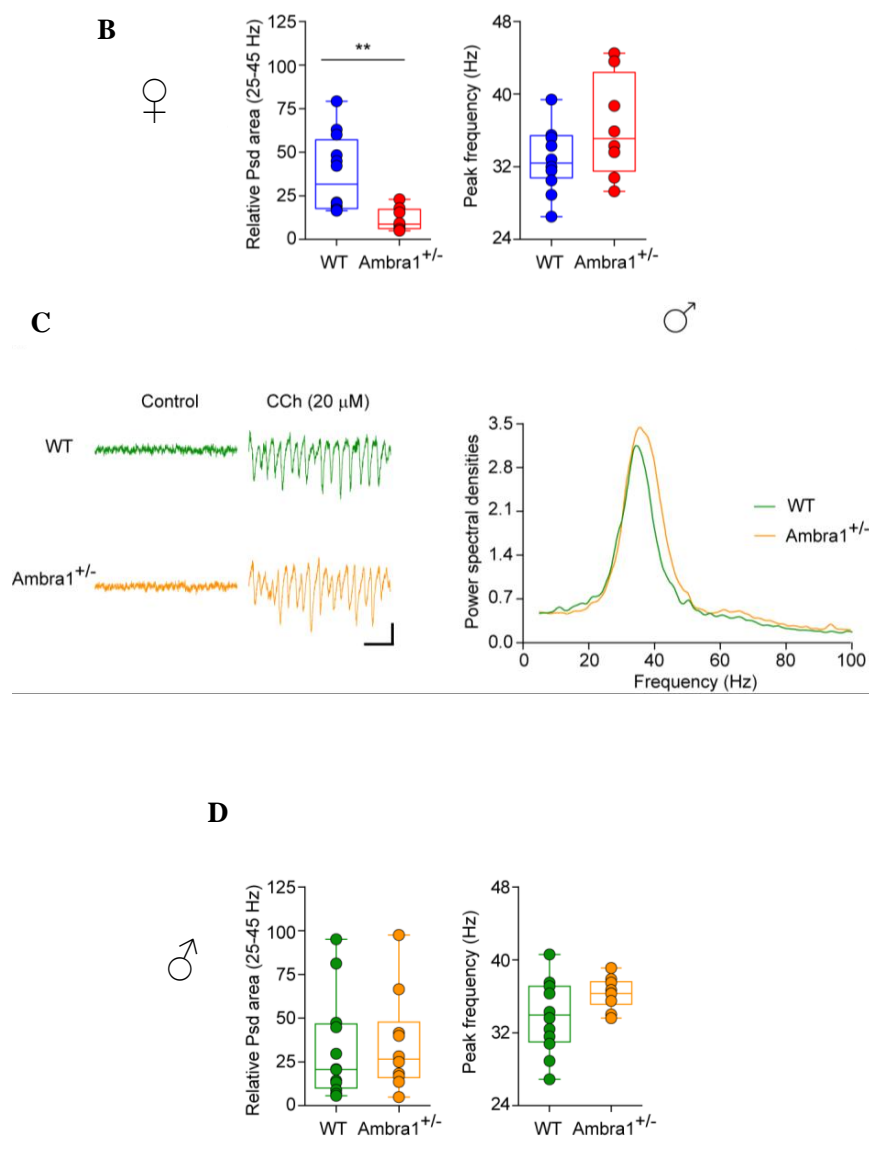 B
♀
Relative Psd area (25-45 Hz)
125
100
75
50
25
0
**
WT Ambra1+/-
Peak frequency (Hz)
48
40
32
24
WT Ambra1+/-
C
♂
Control CCh (20 μM)
WT
Ambra1+/-
Power spectral densities
3.5
2.8
2.1
1.4
0.7
0.0
0 20 40 60 80 100
Frequency (Hz)
WT
Ambra1+/-
D
♂
Relative Psd area (25-45 Hz)
125
100
75
50
25
0
WT Ambra1+/-
Peak frequency (Hz)
48
40
32
24
WT Ambra1+/-